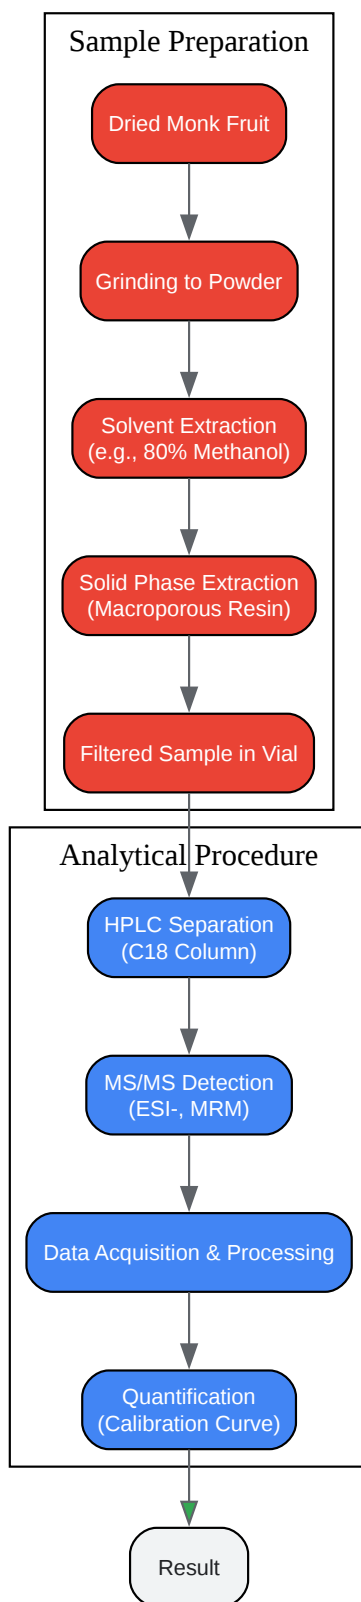 Sample Preparation
Dried Monk Fruit
Grinding to Powder
Solvent Extraction
(e.g., 80% Methanol)
Solid Phase Extraction
(Macroporous Resin)
Filtered Sample in Vial
Analytical Procedure
HPLC Separation
(C18 Column)
MS/MS Detection
(ESI-, MRM)
Data Acquisition & Processing
Quantification
(Calibration Curve)
Result